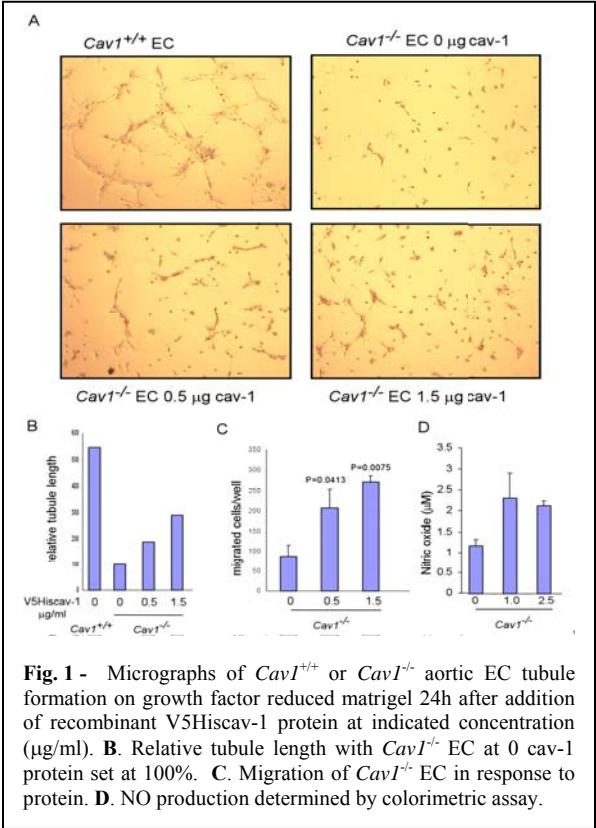 A
Cav1+/+ EC
Cav1-/- EC 0 µg cav-1
Cav1-/- EC 0.5 µg cav-1
Cav1-/- EC 1.5 µg cav-1
B
relative tubule length
60
50
40
30
20
10
0
0 0 0.5 1.5
V5Hiscav-1
µg/ml
Cav1+/+ Cav1-/-
C
migrated cells/well
350
300
250
200
150
100
50
0
P=0.0413
P=0.0075
0 0.5 1.5
Cav1-/-
D
Nitric oxide (µM)
3.5
3
2.5
2
1.5
1
0.5
0
0 1.0 2.5
Cav1-/-
Fig. 1 - Micrographs of Cav1+/+ or Cav1-/- aortic EC tubule
formation on growth factor reduced matrigel 24h after addition
of recombinant V5Hiscav-1 protein at indicated concentration
(µg/ml). B. Relative tubule length with Cav1-/- EC at 0 cav-1
protein set at 100%. C. Migration of Cav1-/- EC in response to
protein. D. NO production determined by colorimetric assay.